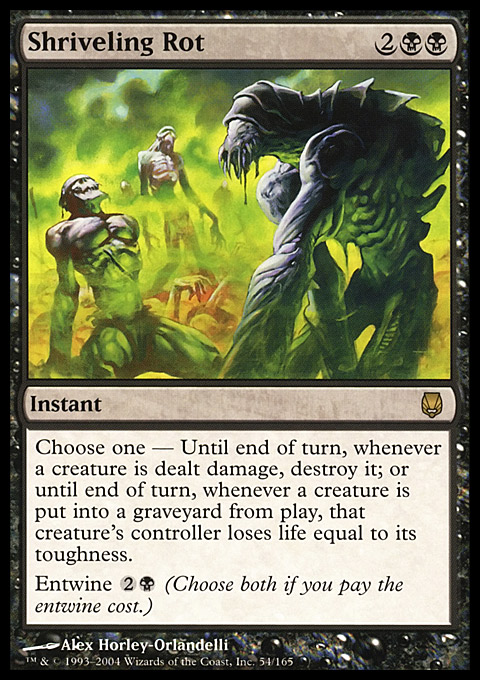 Shriveling Rot 2
Instant
Choose one — Until end of turn, whenever
a creature is dealt damage, destroy it; or
until end of turn, whenever a creature is
put into a graveyard from play, that
creature's controller loses life equal to its
toughness.
Entwine 2 (Choose both if you pay the
entwine cost.)
Alex Horley-Orlandelli
™ & © 1993–2004 Wizards of the Coast, Inc. 54/165